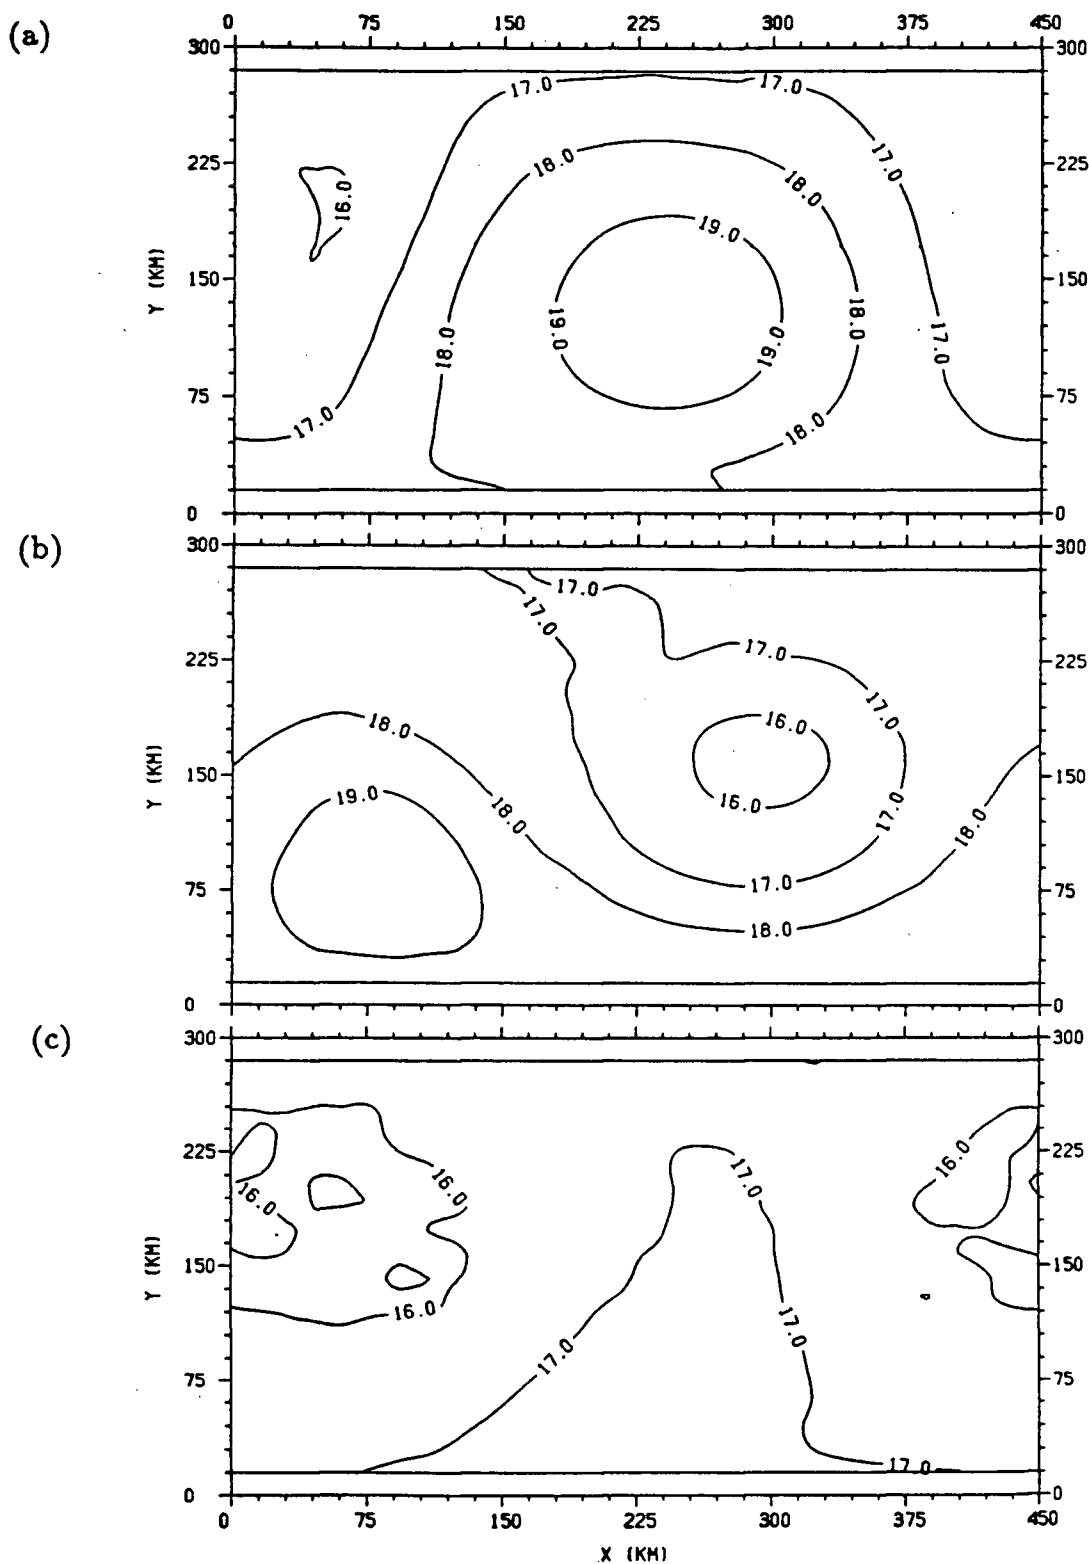 (a)
0 75 150 225 300 375 450
300 300
17.0 17.0
225 18.0 17.0 225
16.0 18.0
19.0
Y (KM)
150 150
18.0 19.0 19.0 18.0 17.0
75 75
17.0 18.0
0 0
(b)
300 300
17.0
17.0
225 17.0 225
17.0
18.0 16.0
Y (KM)
150 150
19.0 18.0 16.0 17.0 18.0
75 17.0 75
18.0
0 0
(c)
300 300
225 225
16.0 17.0 16.0
16.0
Y (KM)
150 150
16.0 17.0
17.0
75 75
17.0
0 0
0 75 150 225 300 375 450
X (KM)